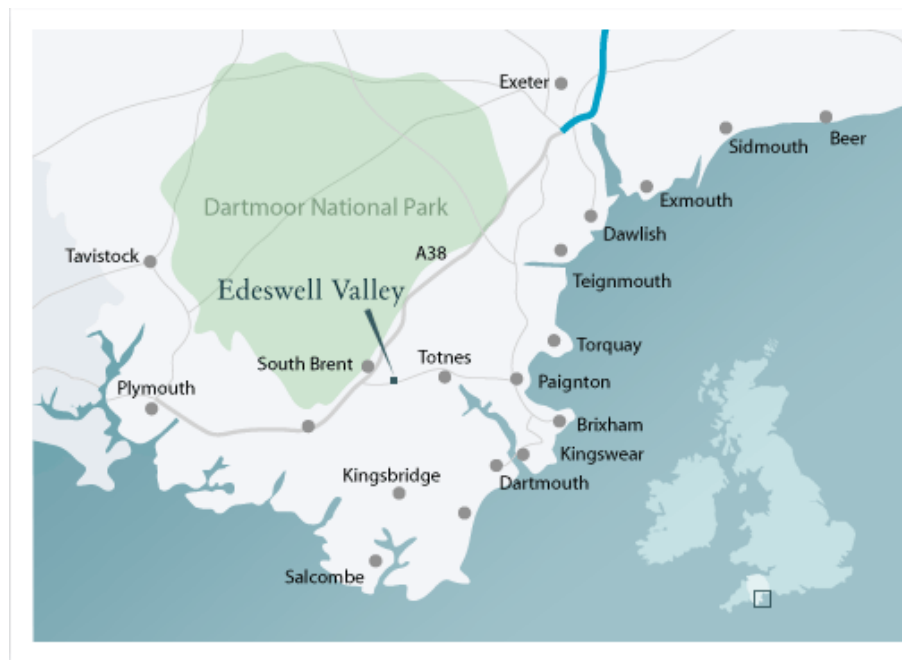 Exeter
Sidmouth
Beer
Exmouth
Dartmoor National Park
Dawlish
A38
Tavistock
Teignmouth
Edeswell Valley
Torquay
South Brent
Totnes
Paignton
Plymouth
Brixham
Kingswear
Kingsbridge
Dartmouth
Salcombe